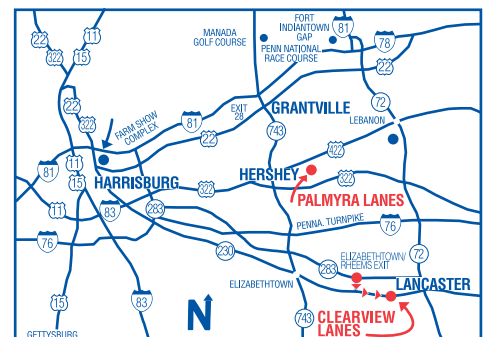 22
11
322
15
MANADA
GOLF COURSE
FORT
INDIANTOWN
GAP
81
PENN NATIONAL
RACE COURSE
78
22
22
322
FARM SHOW
COMPLEX
81
EXIT
28
22
GRANTVILLE
72
LEBANON
743
422
11
15
81
HARRISBURG
HERSHEY
322
322
PALMYRA LANES
11
83
283
PENNA. TURNPIKE
76
76
230
72
ELIZABETHTOWN/
RHEEMS EXIT
283
ELIZABETHTOWN
LANCASTER
15
83
N
743
CLEARVIEW
LANES
GETTYSBURG